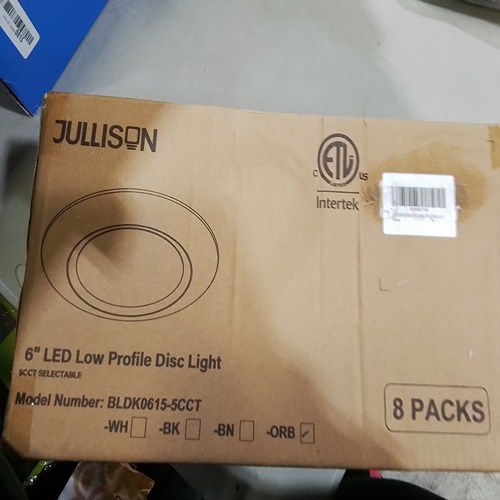 JULLISON
ETL
c us
Intertek
6" LED Low Profile Disc Light
5CCT SELECTABLE
Model Number: BLDK0615-5CCT
-WH -BK -BN -ORB
8 PACKS